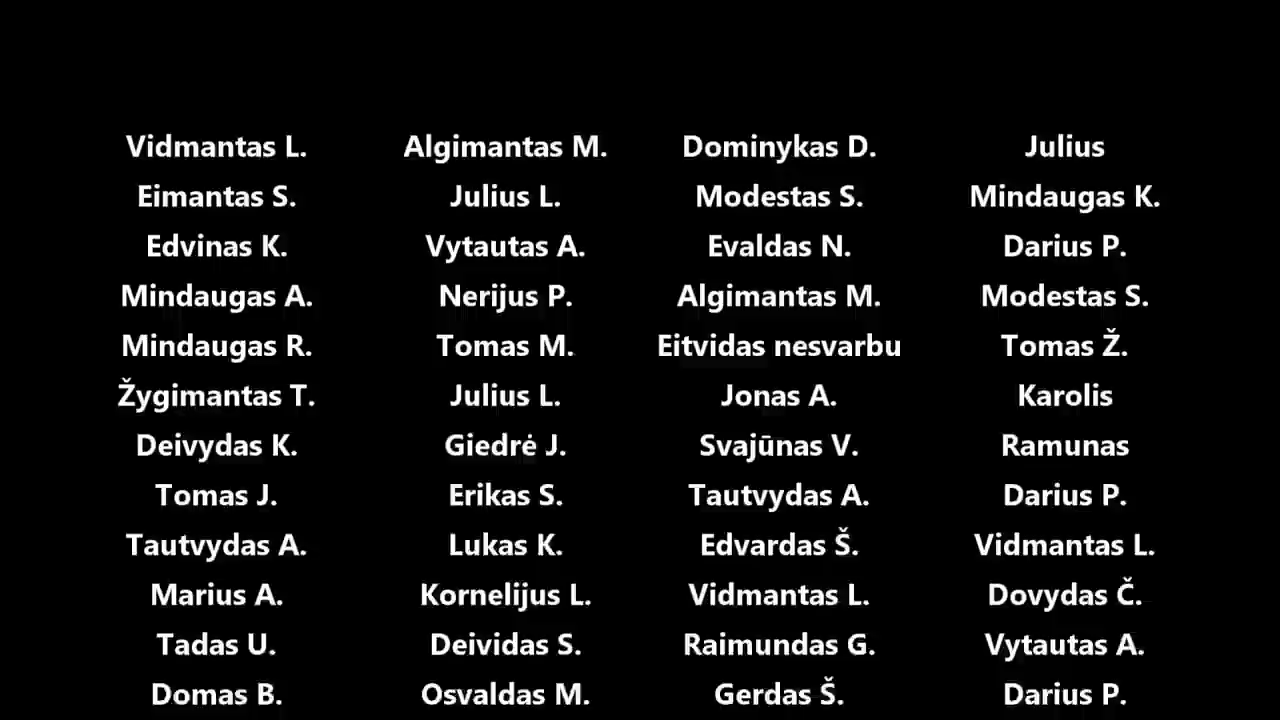 Vidmantas L. Algimantas M. Dominykas D. Julius
Eimantas S. Julius L. Modestas S. Mindaugas K.
Edvinas K. Vytautas A. Evaldas N. Darius P.
Mindaugas A. Nerijus P. Algimantas M. Modestas S.
Mindaugas R. Tomas M. Eitvidas nesvarbu Tomas Ž.
Žygimantas T. Julius L. Jonas A. Karolis
Deivydas K. Giedrė J. Svajūnas V. Ramunas
Tomas J. Erikas S. Tautvydas A. Darius P.
Tautvydas A. Lukas K. Edvardas Š. Vidmantas L.
Marius A. Kornelijus L. Vidmantas L. Dovydas Č.
Tadas U. Deividas S. Raimundas G. Vytautas A.
Domas B. Osvaldas M. Gerdas Š. Darius P.